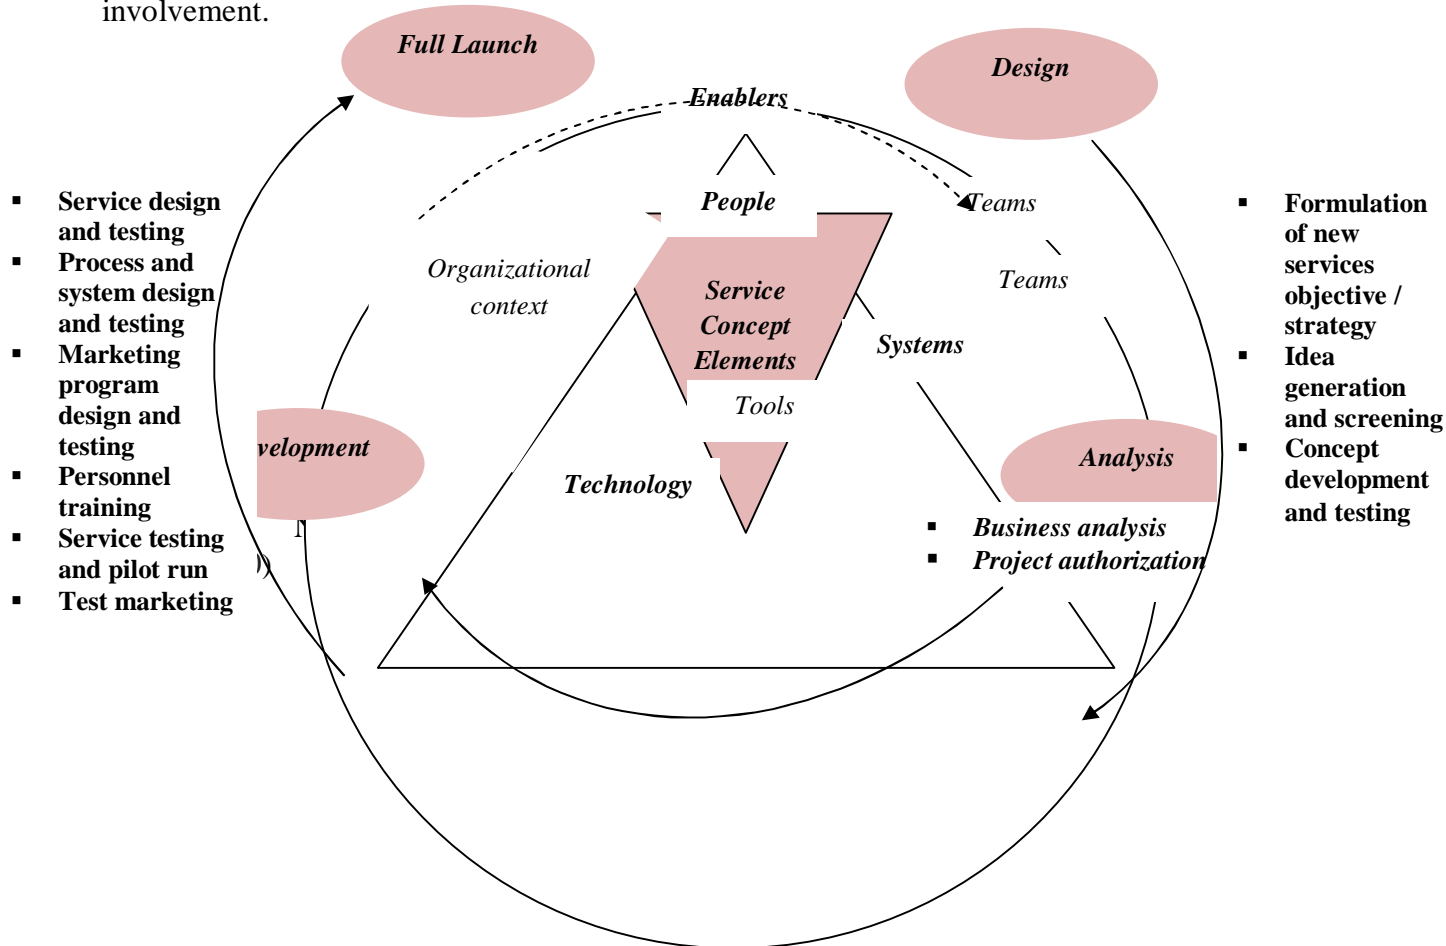 involvement.
Full Launch
Design
Enablers
People
Teams
Teams
Organizational
context
Service
Concept
Elements
Tools
Systems
Technology
▪ Service design
and testing
▪ Process and
system design
and testing
▪ Marketing
program
design and
testing
▪ Personnel
training
▪ Service testing
and pilot run
▪ Test marketing
▪ Formulation
of new
services
objective /
strategy
▪ Idea
generation
and screening
▪ Concept
development
and testing
velopment
Analysis
▪ Business analysis
▪ Project authorization
)